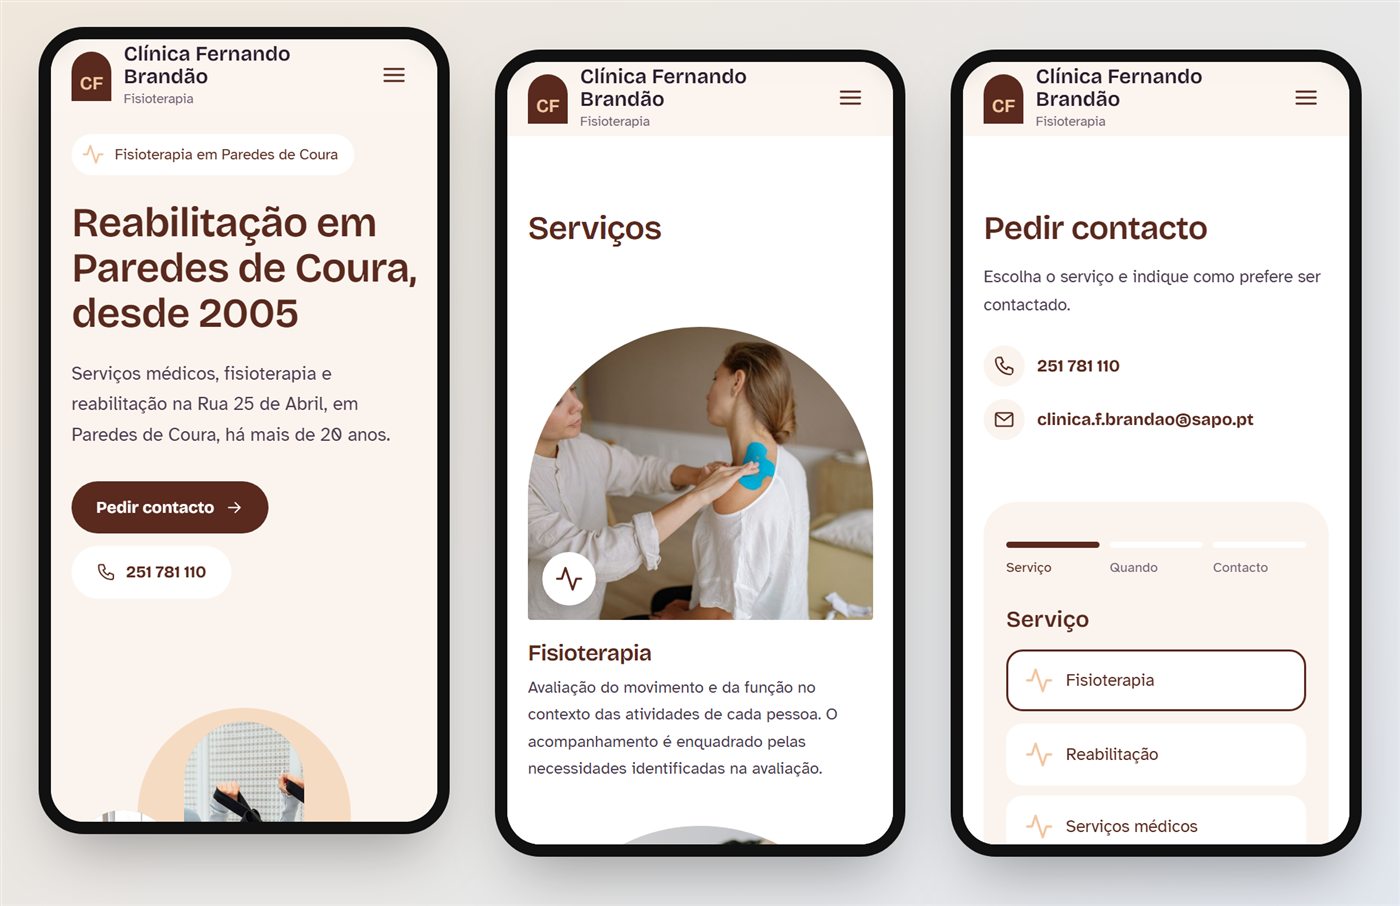 Clínica Fernando
Brandão
CF
Fisioterapia
Fisioterapia em Paredes de Coura
Reabilitação em
Paredes de Coura,
desde 2005
Serviços médicos, fisioterapia e
reabilitação na Rua 25 de Abril, em
Paredes de Coura, há mais de 20 anos.
Pedir contacto
251 781 110
Clínica Fernando
Brandão
CF
Fisioterapia
Serviços
Fisioterapia
Avaliação do movimento e da função no
contexto das atividades de cada pessoa. O
acompanhamento é enquadrado pelas
necessidades identificadas na avaliação.
Clínica Fernando
Brandão
CF
Fisioterapia
Pedir contacto
Escolha o serviço e indique como prefere ser
contactado.
251 781 110
clinica.f.brandao@sapo.pt
Serviço
Quando
Contacto
Serviço
Fisioterapia
Reabilitação
Serviços médicos